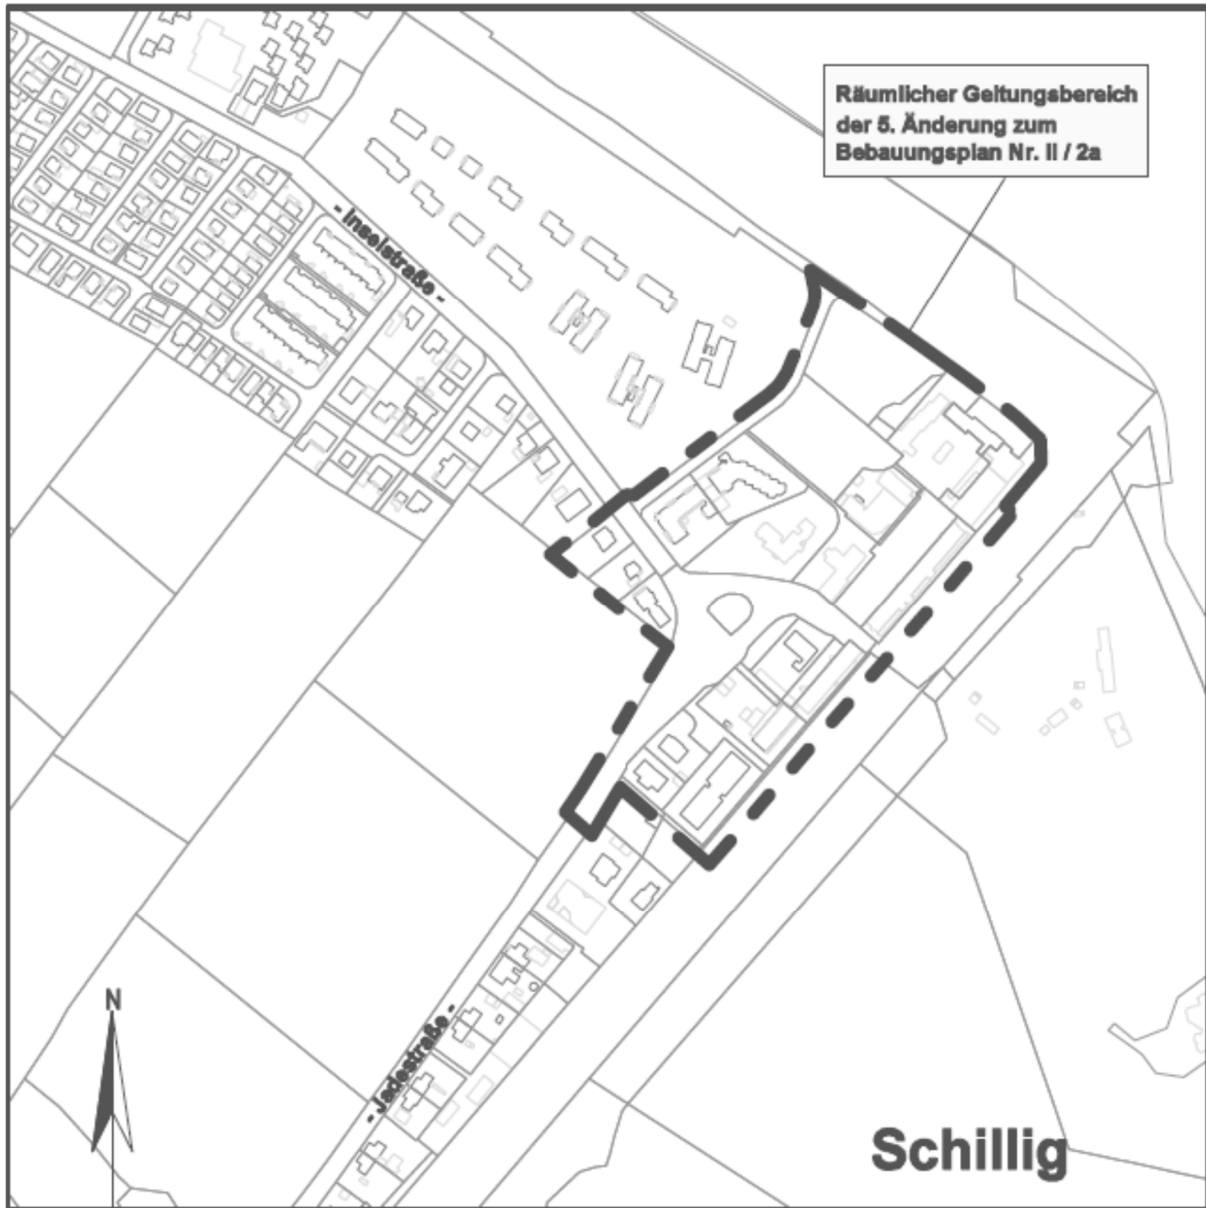 Räumlicher Geltungsbereich
der 5. Änderung zum
Bebauungsplan Nr. II / 2a
- Inselstraße -
N
- Jadestraße -
Schillig